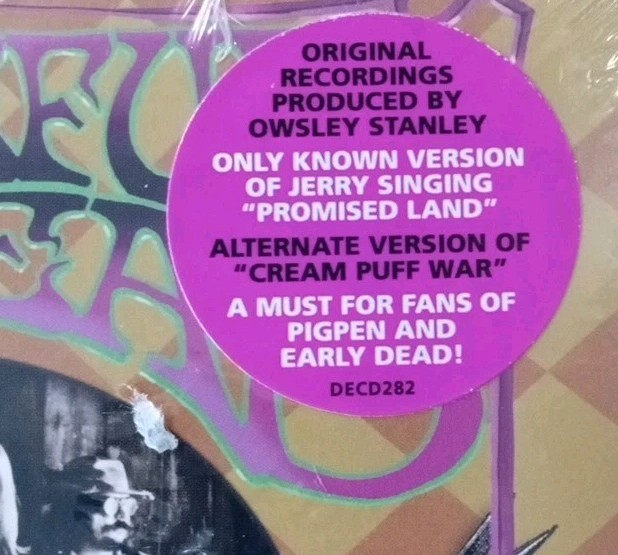 ORIGINAL
RECORDINGS
PRODUCED BY
OWSLEY STANLEY
ONLY KNOWN VERSION
OF JERRY SINGING
"PROMISED LAND"
ALTERNATE VERSION OF
"CREAM PUFF WAR"
A MUST FOR FANS OF
PIGPEN AND
EARLY DEAD!
DECD282